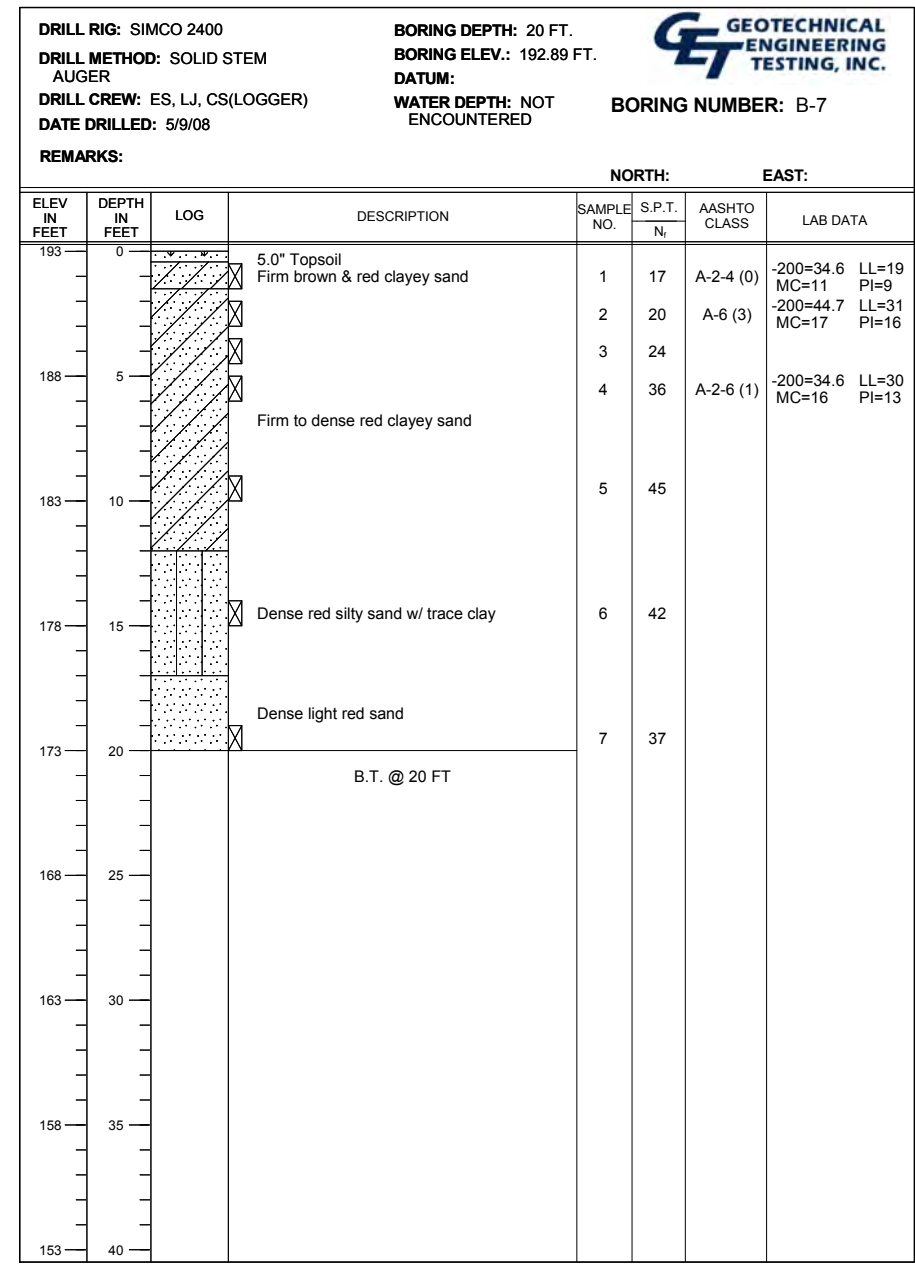 DRILL RIG: SIMCO 2400
DRILL METHOD: SOLID STEM
AUGER
DRILL CREW: ES, LJ, CS(LOGGER)
DATE DRILLED: 5/9/08
REMARKS:
BORING DEPTH: 20 FT.
BORING ELEV.: 192.89 FT.
DATUM:
WATER DEPTH: NOT
ENCOUNTERED
GET GEOTECHNICAL
ENGINEERING
TESTING, INC.
BORING NUMBER: B-7
NORTH: EAST:
ELEV IN FEET DEPTH IN FEET LOG DESCRIPTION SAMPLE NO. S.P.T. Nr AASHTO CLASS LAB DATA
193 0
5.0" Topsoil
Firm brown & red clayey sand 1 17 A-2-4 (0) -200=34.6 LL=19
MC=11 PI=9
2 20 A-6 (3) -200=44.7 LL=31
MC=17 PI=16
3 24
188 5
4 36 A-2-6 (1) -200=34.6 LL=30
MC=16 PI=13
Firm to dense red clayey sand
5 45
183 10
Dense red silty sand w/ trace clay 6 42
178 15
Dense light red sand
7 37
173 20
B.T. @ 20 FT
168 25
163 30
158 35
153 40